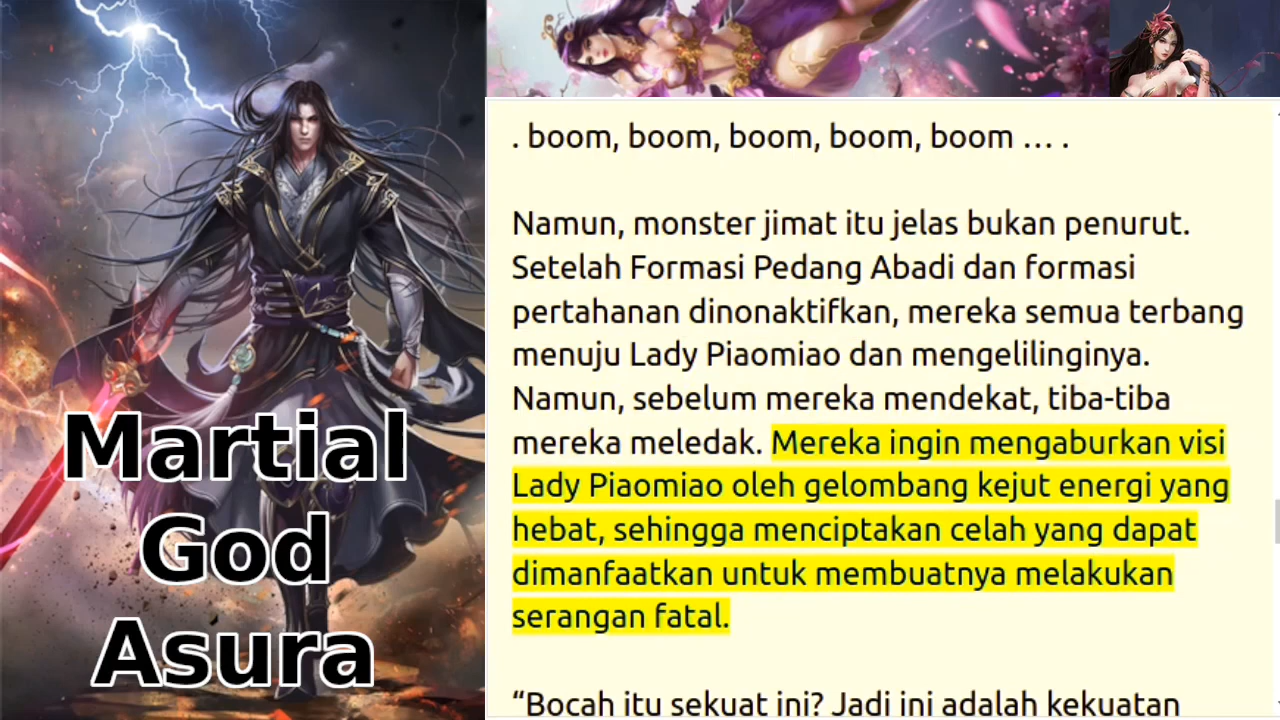 Martial
God
Asura
. boom, boom, boom, boom, boom … .
Namun, monster jimat itu jelas bukan penurut.
Setelah Formasi Pedang Abadi dan formasi
pertahanan dinonaktifkan, mereka semua terbang
menuju Lady Piaomiao dan mengelilinginya.
Namun, sebelum mereka mendekat, tiba-tiba
mereka meledak. Mereka ingin mengaburkan visi
Lady Piaomiao oleh gelombang kejut energi yang
hebat, sehingga menciptakan celah yang dapat
dimanfaatkan untuk membuatnya melakukan
serangan fatal.
“Bocah itu sekuat ini? Jadi ini adalah kekuatan